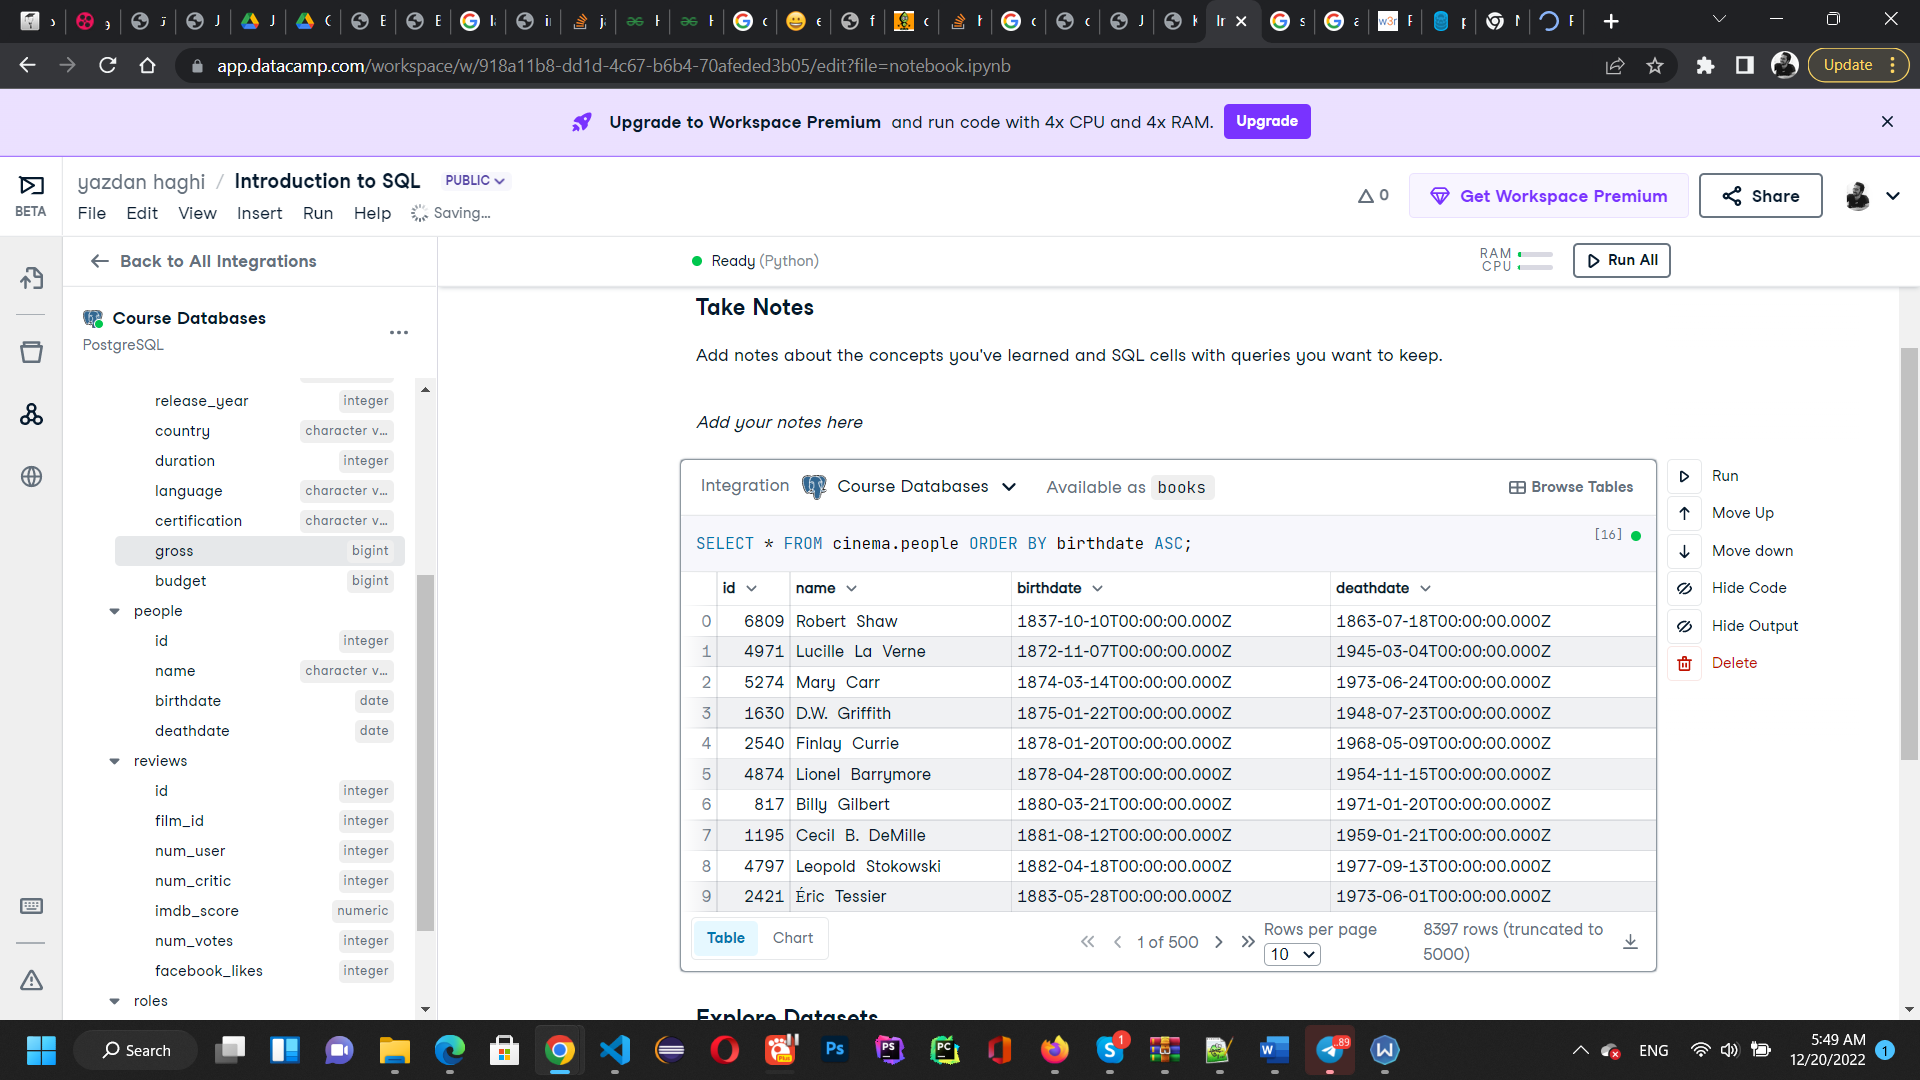 app.datacamp.com/workspace/w/918a11b8-dd1d-4c67-b6b4-70afeded3b05/edit?file=notebook.ipynb
Update
Upgrade to Workspace Premium and run code with 4x CPU and 4x RAM. Upgrade
BETA
yazdan haghi / Introduction to SQL PUBLIC
File Edit View Insert Run Help Saving...
0
Get Workspace Premium
Share
Back to All Integrations
Ready (Python)
RAM
CPU
Run All
Course Databases
PostgreSQL
release_year integer
country character v...
duration integer
language character v...
certification character v...
gross bigint
budget bigint
people
id integer
name character v...
birthdate date
deathdate date
reviews
id integer
film_id integer
num_user integer
num_critic integer
imdb_score numeric
num_votes integer
facebook_likes integer
roles
Take Notes
Add notes about the concepts you've learned and SQL cells with queries you want to keep.
Add your notes here
Integration Course Databases Available as books Browse Tables
SELECT * FROM cinema.people ORDER BY birthdate ASC;
[16]
id name birthdate deathdate
0 6809 Robert Shaw 1837-10-10T00:00:00.000Z 1863-07-18T00:00:00.000Z
1 4971 Lucille La Verne 1872-11-07T00:00:00.000Z 1945-03-04T00:00:00.000Z
2 5274 Mary Carr 1874-03-14T00:00:00.000Z 1973-06-24T00:00:00.000Z
3 1630 D.W. Griffith 1875-01-22T00:00:00.000Z 1948-07-23T00:00:00.000Z
4 2540 Finlay Currie 1878-01-20T00:00:00.000Z 1968-05-09T00:00:00.000Z
5 4874 Lionel Barrymore 1878-04-28T00:00:00.000Z 1954-11-15T00:00:00.000Z
6 817 Billy Gilbert 1880-03-21T00:00:00.000Z 1971-01-20T00:00:00.000Z
7 1195 Cecil B. DeMille 1881-08-12T00:00:00.000Z 1959-01-21T00:00:00.000Z
8 4797 Leopold Stokowski 1882-04-18T00:00:00.000Z 1977-09-13T00:00:00.000Z
9 2421 Éric Tessier 1883-05-28T00:00:00.000Z 1973-06-01T00:00:00.000Z
Table Chart
1 of 500
Rows per page
10
8397 rows (truncated to
5000)
Run
Move Up
Move down
Hide Code
Hide Output
Delete
Explore Datasets
Search
ENG
5:49 AM
12/20/2022
1